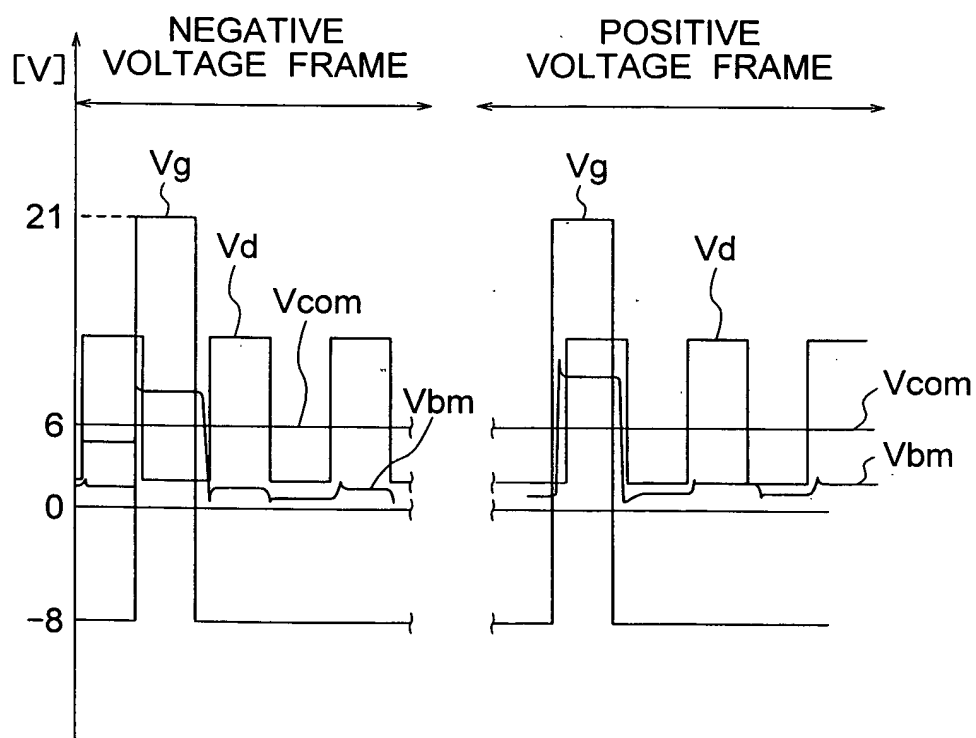 NEGATIVE
VOLTAGE FRAME
POSITIVE
VOLTAGE FRAME
[V]
Vg
Vg
21
Vd
Vd
Vcom
Vcom
Vbm
6
Vbm
0
−8